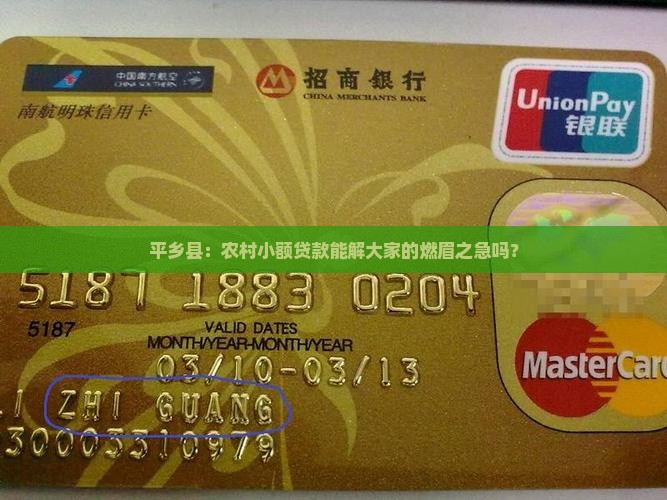 中国南方航空
CHINA SOUTHERN
招商银行
CHINA MERCHANTS BANK
南航明珠信用卡
UnionPay
银联
平乡县：农村小额贷款能解大家的燃眉之急吗?
5187 1883 0204
5187
VALID DATES
MONTH/YEAR-MONTH/YEAR
03/10-03/13
MasterCard
LI ZHI GUANG
30003310979